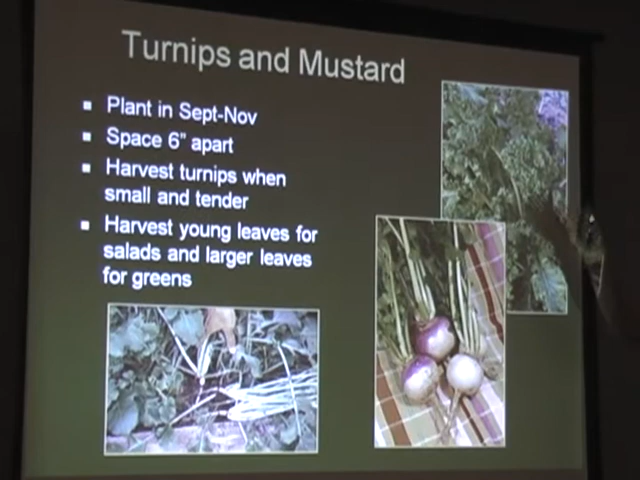 Turnips and Mustard
Plant in Sept-Nov
Space 6" apart
Harvest turnips when
small and tender
Harvest young leaves for
salads and larger leaves
for greens